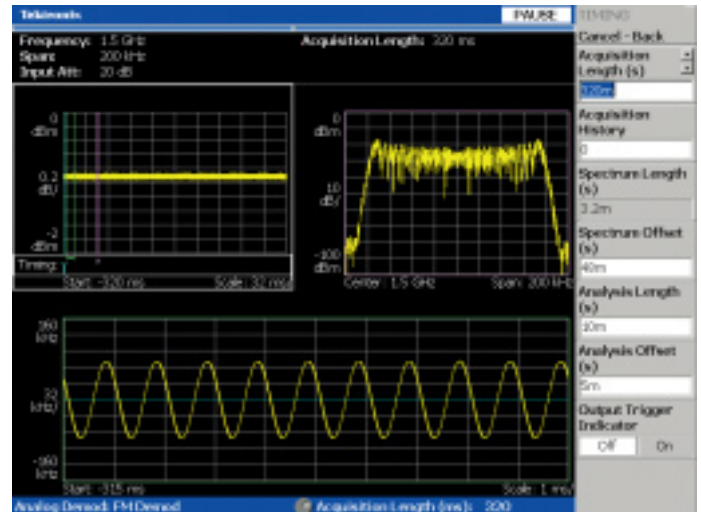 Tektronix
PAUSE
TIMING
Frequency: 1.5 GHz
Acquisition Length: 320 ms
Span: 200 kHz
Input Att: 20 dB
Cancel - Back
Acquisition
Length (s)
320m
Acquisition
History
0
Spectrum Length
(s)
3.2m
Spectrum Offset
(s)
40m
Analysis Length
(s)
10m
Analysis Offset
(s)
5m
Output Trigger
Indicator
Off
On
0
dBm
0.2
dB/
-2
dBm
Timing:
Start: -320 ms
Scale: 32 ms/
0
dBm
10
dB/
-100
dBm
Center: 1.5 GHz
Span: 200 kHz
160
kHz
32
kHz/
-160
kHz
Start: -315 ms
Scale: 1 ms/
Analog Demod: FM Demod
Acquisition Length (ms): 320